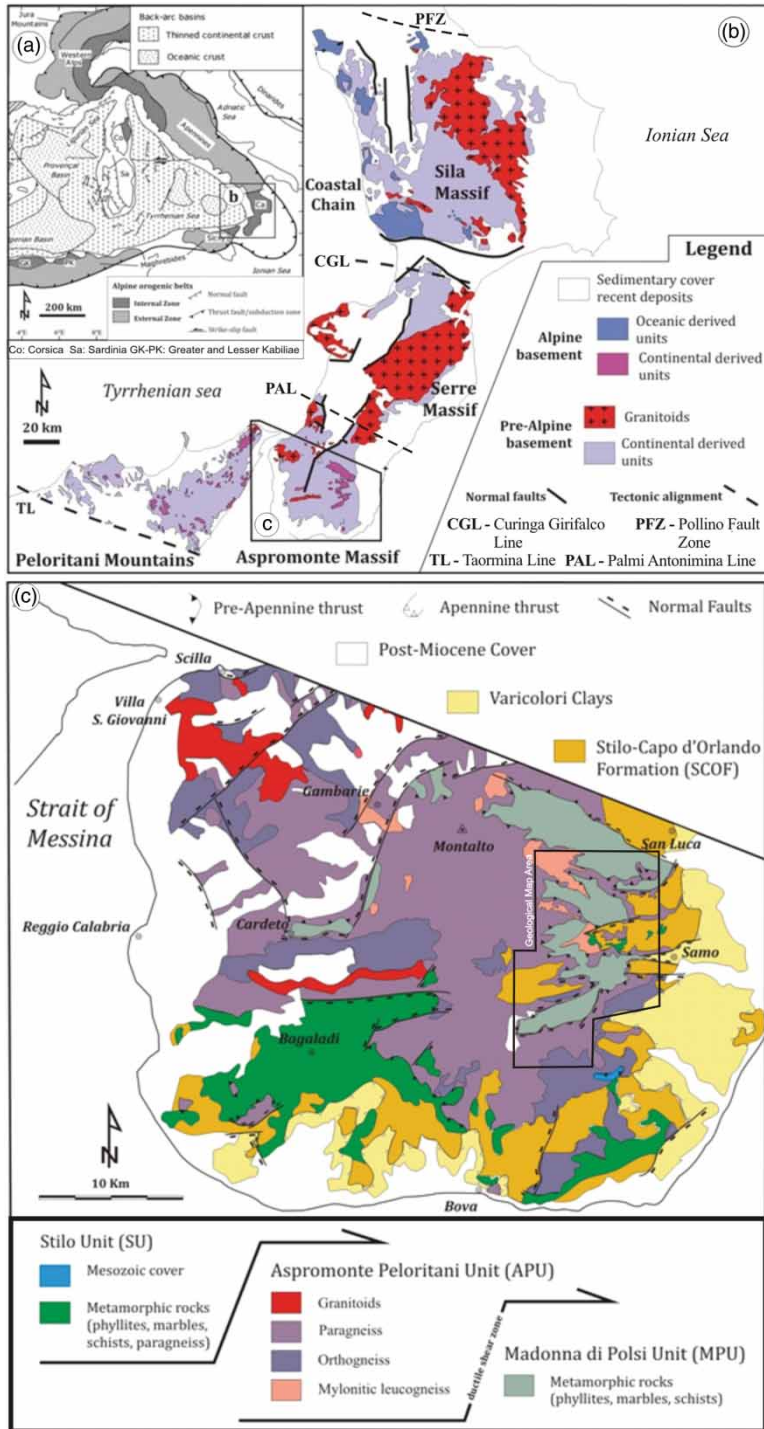 (a)
Jura
Mountains
Western
Alps
Back-arc basins
Thinned continental crust
Oceanic crust
Dinarides
Adriatic Sea
Apennines
Ligurian Sea
Provençal
Basin
Co
Sa
Tyrrhenian Sea
b
Ca
Maghrebides
Ionian Sea
GK
PK
N
200 km
Alpine orogenic belts
Internal Zone
External Zone
Normal fault
Thrust fault/subduction zone
Strike-slip fault
Co: Corsica Sa: Sardinia GK-PK: Greater and Lesser Kabiliae
(b)
PFZ
Ionian Sea
Coastal
Chain
Sila
Massif
CGL
Tyrrhenian sea
N
20 km
PAL
Serre
Massif
TL
c
Peloritani Mountains
Aspromonte Massif
Legend
Sedimentary cover
recent deposits
Alpine
basement
Oceanic derived
units
Continental derived
units
Pre-Alpine
basement
Granitoids
Continental derived
units
Normal faults
Tectonic alignment
CGL - Curinga Girifalco
Line
PFZ - Pollino Fault
Zone
TL - Taormina Line
PAL - Palmi Antonimina Line
(c)
Pre-Apennine thrust
Apennine thrust
Normal Faults
Post-Miocene Cover
Varicolori Clays
Stilo-Capo d'Orlando
Formation (SCOF)
Scilla
Villa
S. Giovanni
Strait of
Messina
Gambarie
Montalto
San Luca
Geological Map Area
Reggio Calabria
Cardeto
Samo
Bagaladi
N
10 Km
Bova
Stilo Unit (SU)
Mesozoic cover
Metamorphic rocks
(phyllites, marbles,
schists, paragneiss)
Aspromonte Peloritani Unit (APU)
Granitoids
Paragneiss
Orthogneiss
Mylonitic leucogneiss
ductile shear zone
Madonna di Polsi Unit (MPU)
Metamorphic rocks
(phyllites, marbles, schists)